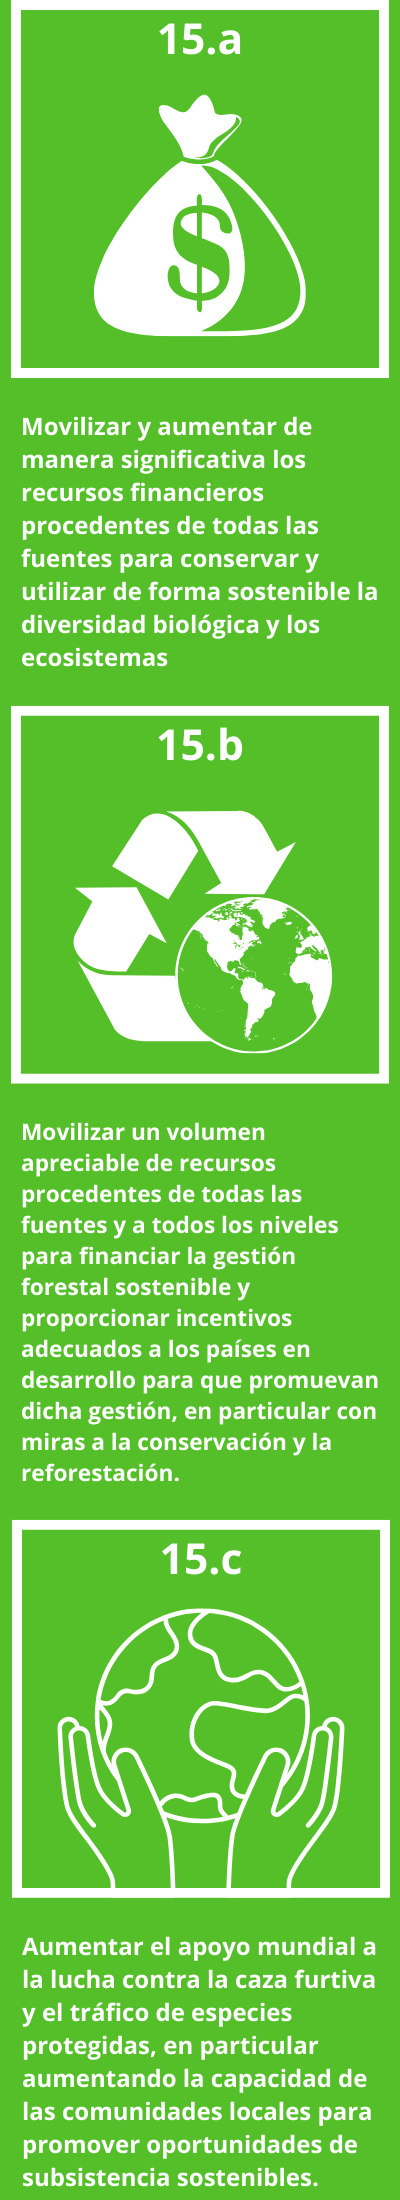 15.a
$
Movilizar y aumentar de
manera significativa los
recursos financieros
procedentes de todas las
fuentes para conservar y
utilizar de forma sostenible la
diversidad biológica y los
ecosistemas
15.b
Movilizar un volumen
apreciable de recursos
procedentes de todas las
fuentes y a todos los niveles
para financiar la gestión
forestal sostenible y
proporcionar incentivos
adecuados a los países en
desarrollo para que promuevan
dicha gestión, en particular con
miras a la conservación y la
reforestación.
15.c
Aumentar el apoyo mundial a
la lucha contra la caza furtiva
y el tráfico de especies
protegidas, en particular
aumentando la capacidad de
las comunidades locales para
promover oportunidades de
subsistencia sostenibles.